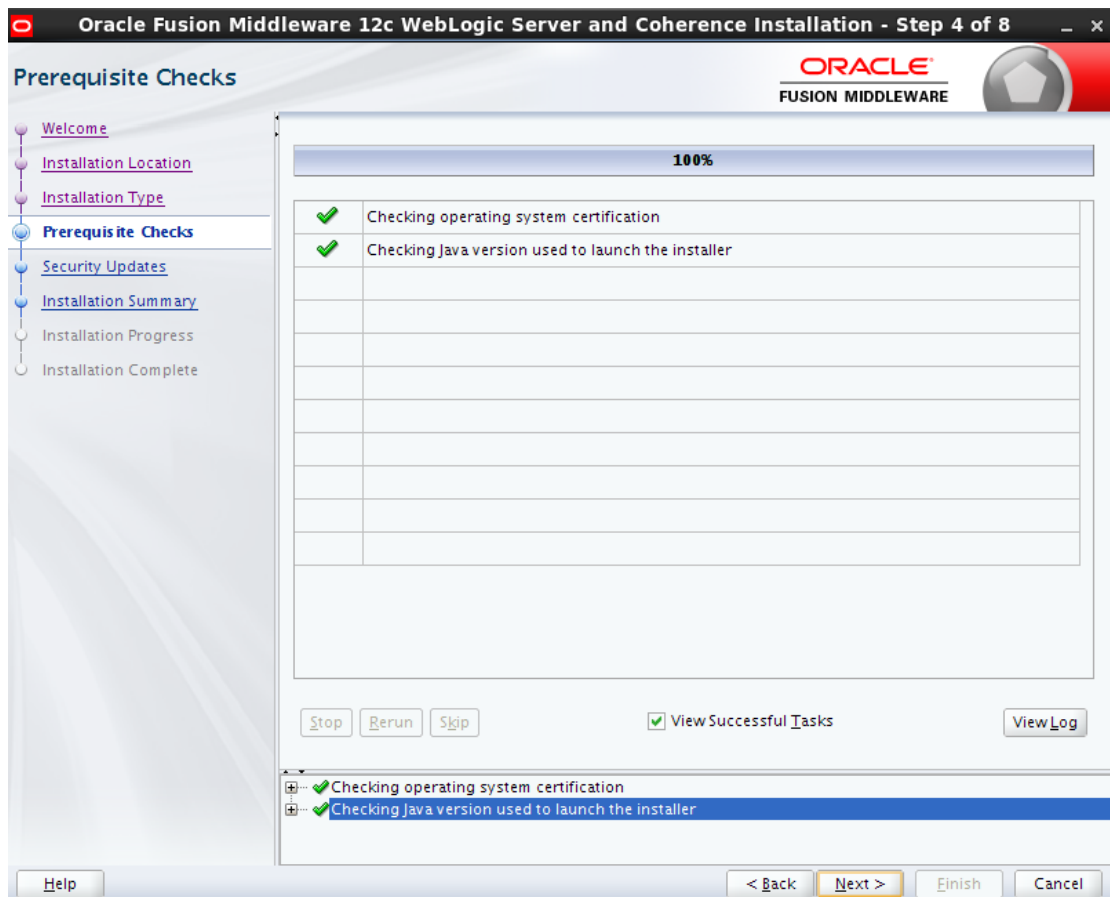 Oracle Fusion Middleware 12c WebLogic Server and Coherence Installation - Step 4 of 8
Prerequisite Checks
ORACLE
FUSION MIDDLEWARE
Welcome
Installation Location
Installation Type
Prerequisite Checks
Security Updates
Installation Summary
Installation Progress
Installation Complete
100%
Checking operating system certification
Checking Java version used to launch the installer
Stop Rerun Skip View Successful Tasks View Log
Checking operating system certification
Checking Java version used to launch the installer
Help < Back Next > Finish Cancel